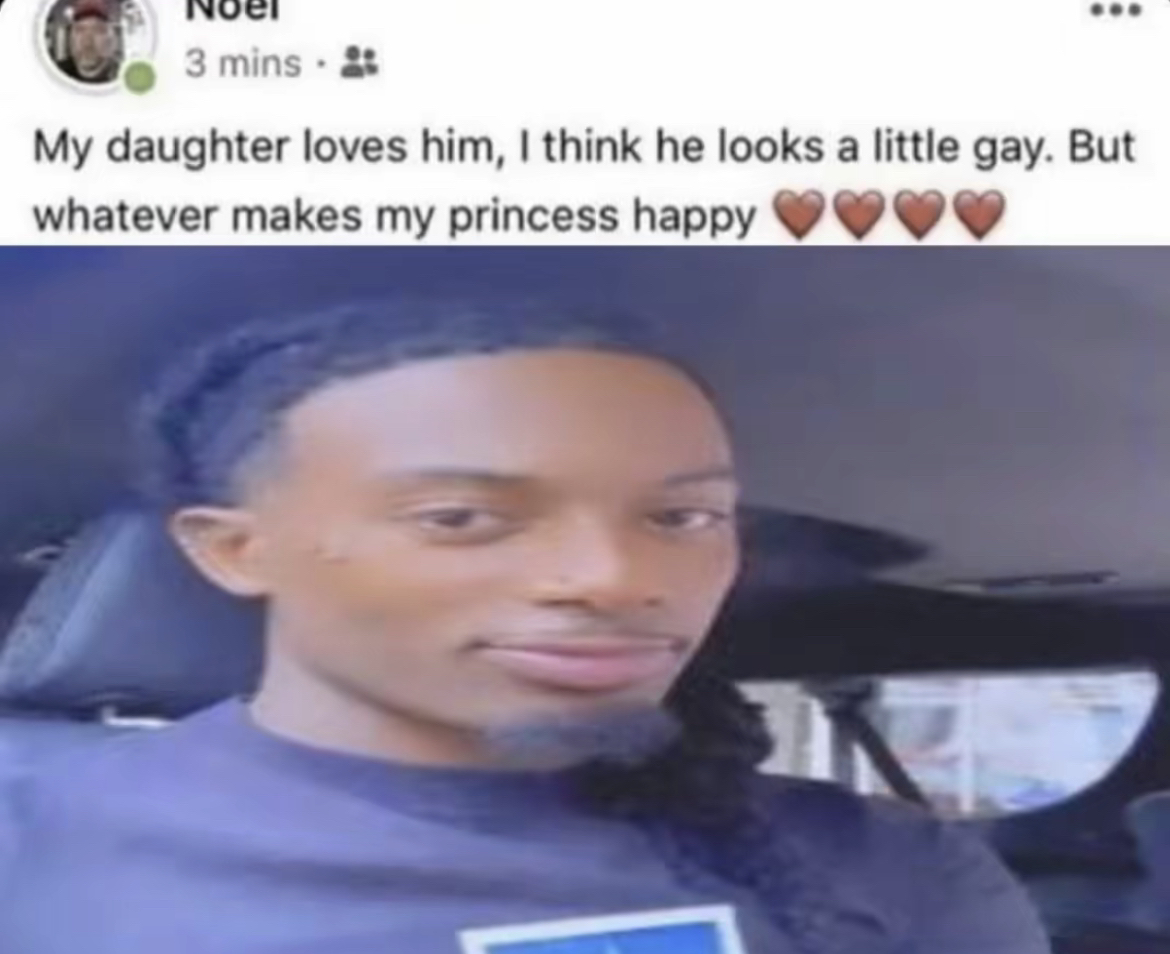 Noel
3 mins ·
My daughter loves him, I think he looks a little gay. But
whatever makes my princess happy ❤️❤️❤️❤️